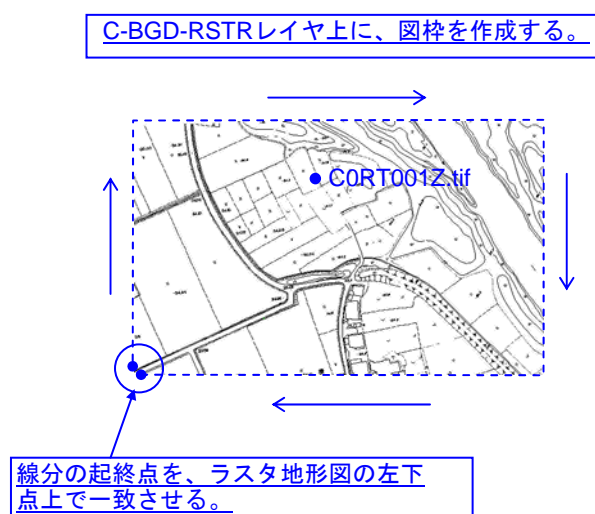 C-BGD-RSTRレイヤ上に、図枠を作成する。
C0RT001Z.tif
線分の起終点を、ラスタ地形図の左下
点上で一致させる。